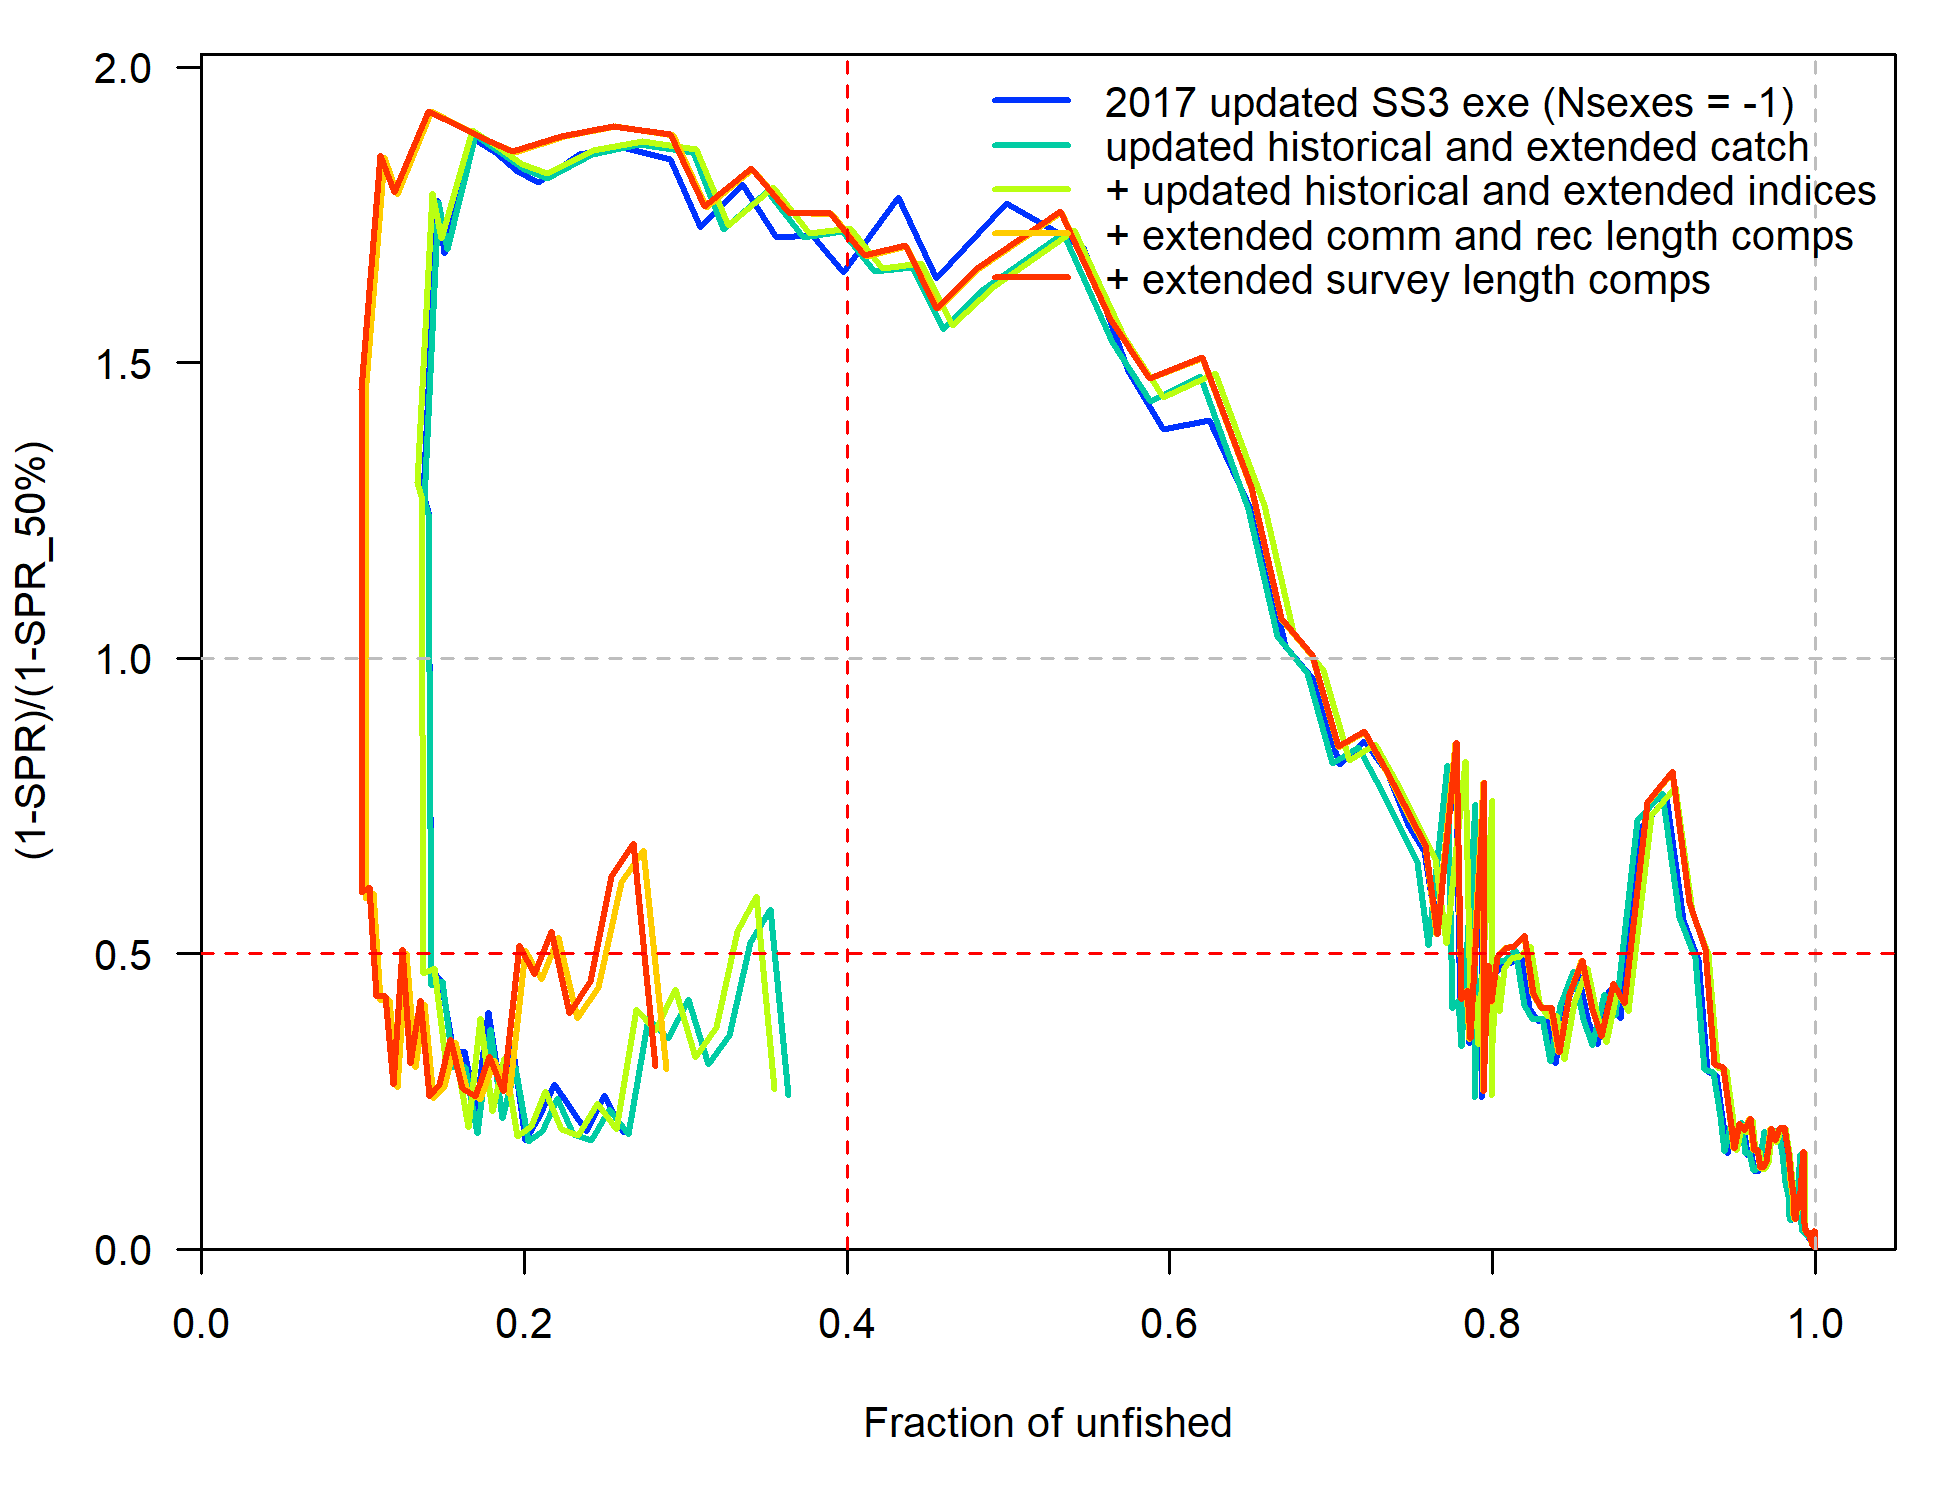 2.0
1.5
1.0
0.5
0.0
(1-SPR)/(1-SPR_50%)
2017 updated SS3 exe (Nsexes = -1)
updated historical and extended catch
+ updated historical and extended indices
+ extended comm and rec length comps
+ extended survey length comps
0.0 0.2 0.4 0.6 0.8 1.0
Fraction of unfished